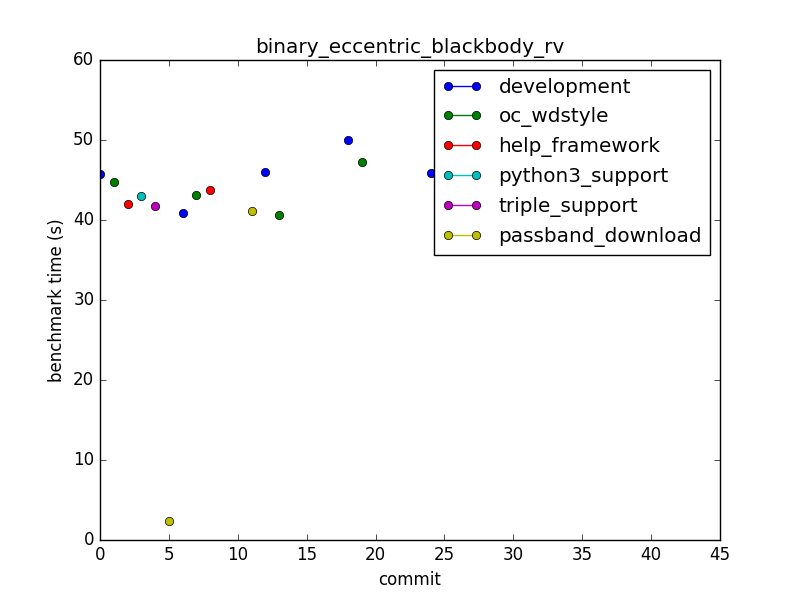 binary_eccentric_blackbody_rv
60
50
40
30
20
10
0
benchmark time (s)
development
oc_wdstyle
help_framework
python3_support
triple_support
passband_download
0 5 10 15 20 25 30 35 40 45
commit